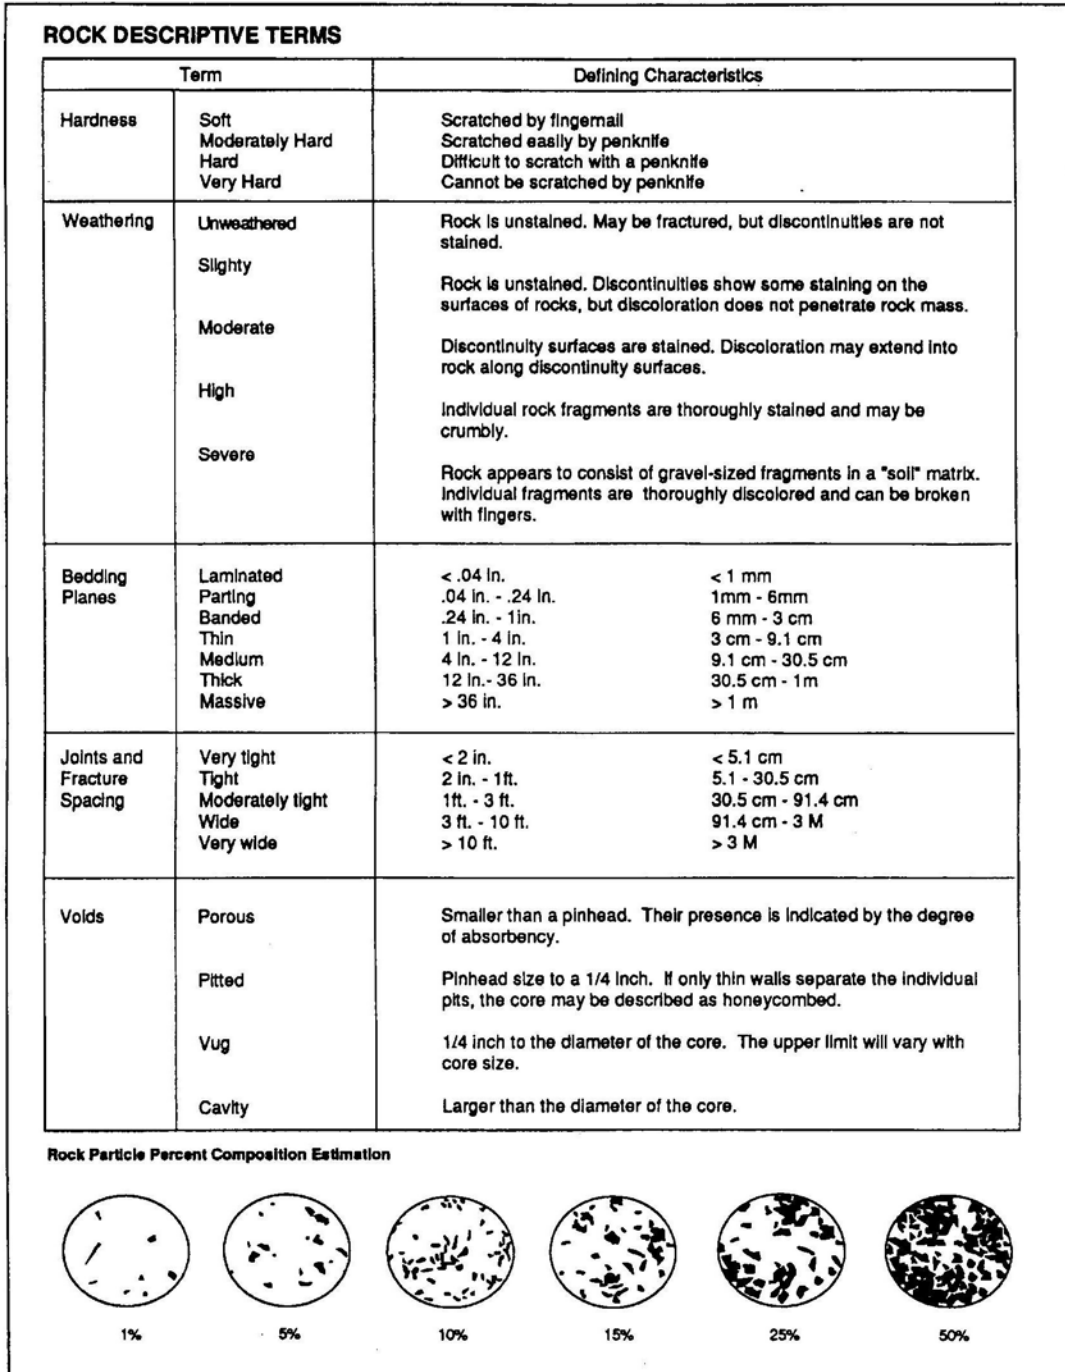 ROCK DESCRIPTIVE TERMS
Term Defining Characteristics
Hardness Soft Scratched by fingernail
Moderately Hard Scratched easily by penknife
Hard Difficult to scratch with a penknife
Very Hard Cannot be scratched by penknife
Weathering Unweathered Rock is unstained. May be fractured, but discontinuities are not
stained.
Slighty
Rock is unstained. Discontinuities show some staining on the
surfaces of rocks, but discoloration does not penetrate rock mass.
Moderate
Discontinuity surfaces are stained. Discoloration may extend into
rock along discontinuity surfaces.
High
Individual rock fragments are thoroughly stained and may be
crumbly.
Severe
Rock appears to consist of gravel-sized fragments in a "soil" matrix.
Individual fragments are thoroughly discolored and can be broken
with fingers.
Bedding Laminated < .04 in. < 1 mm
Planes Parting .04 in. - .24 in. 1mm - 6mm
Banded .24 in. - 1in. 6 mm - 3 cm
Thin 1 in. - 4 in. 3 cm - 9.1 cm
Medium 4 in. - 12 in. 9.1 cm - 30.5 cm
Thick 12 in.- 36 in. 30.5 cm - 1m
Massive > 36 in. > 1 m
Joints and Very tight < 2 in. < 5.1 cm
Fracture Tight 2 in. - 1ft. 5.1 - 30.5 cm
Spacing Moderately tight 1ft. - 3 ft. 30.5 cm - 91.4 cm
Wide 3 ft. - 10 ft. 91.4 cm - 3 M
Very wide > 10 ft. > 3 M
Voids Porous Smaller than a pinhead. Their presence is indicated by the degree
of absorbency.
Pitted Pinhead size to a 1/4 inch. If only thin walls separate the individual
pits, the core may be described as honeycombed.
Vug 1/4 inch to the diameter of the core. The upper limit will vary with
core size.
Cavity Larger than the diameter of the core.
Rock Particle Percent Composition Estimation
1% 5% 10% 15% 25% 50%